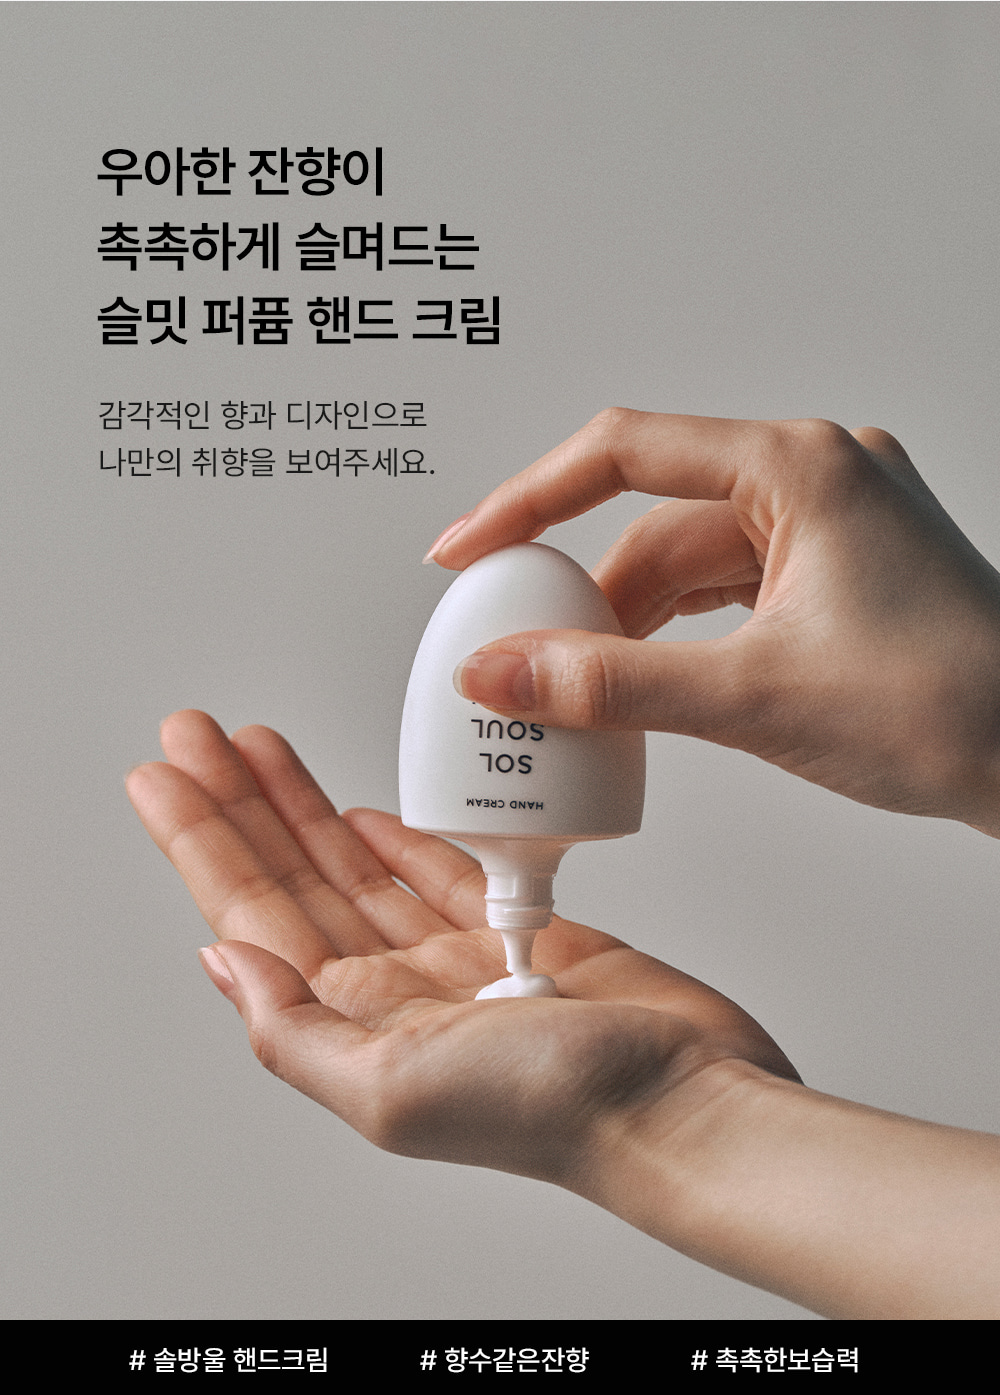 우아한 잔향이
촉촉하게 슬며드는
슬밋 퍼퓸 핸드 크림
감각적인 향과 디자인으로
나만의 취향을 보여주세요.
SOUL
SOL
HAND CREAM
# 솔방울 핸드크림
# 향수같은잔향
# 촉촉한보습력